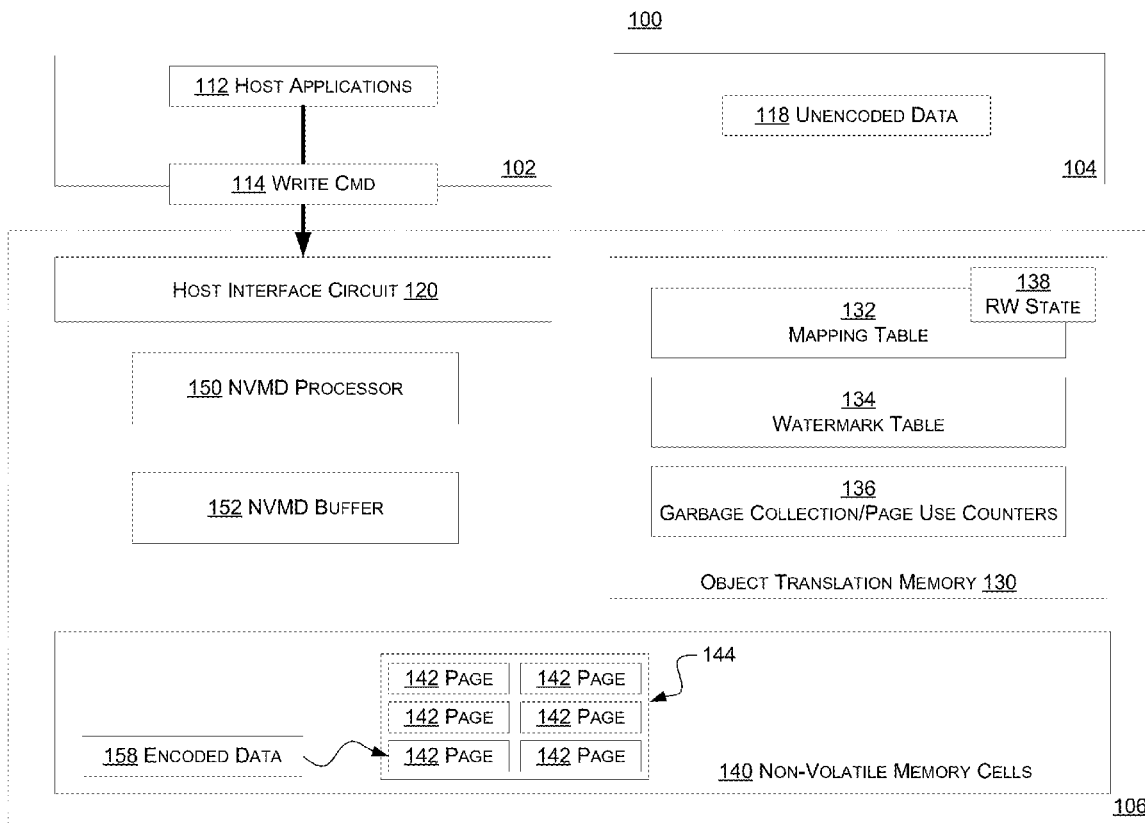 100
112 HOST APPLICATIONS
118 UNENCODED DATA
102
104
114 WRITE CMD
HOST INTERFACE CIRCUIT 120
138
RW STATE
132
MAPPING TABLE
150 NVMD PROCESSOR
134
WATERMARK TABLE
152 NVMD BUFFER
136
GARBAGE COLLECTION/PAGE USE COUNTERS
OBJECT TRANSLATION MEMORY 130
144
142 PAGE 142 PAGE
142 PAGE 142 PAGE
158 ENCODED DATA
142 PAGE 142 PAGE
140 NON-VOLATILE MEMORY CELLS
106